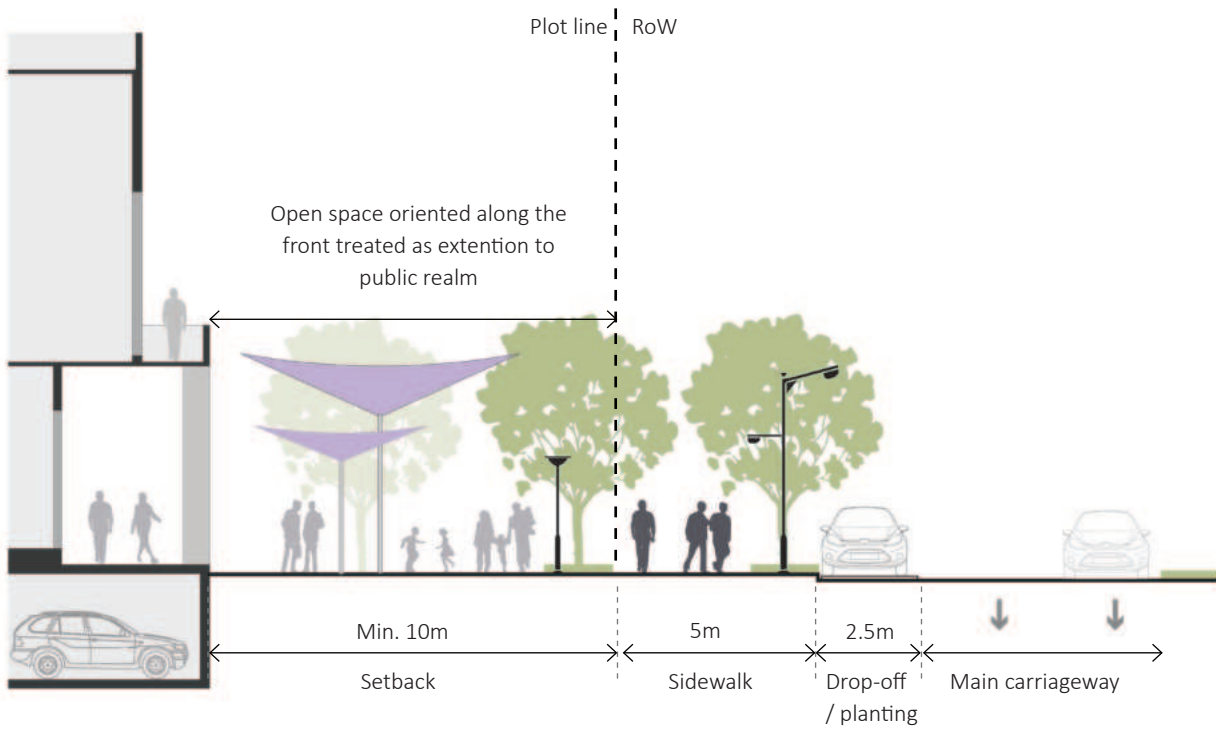 Plot line
RoW
Open space oriented along the
front treated as extention to
public realm
Min. 10m
5m
2.5m
Setback
Sidewalk
Drop-off
/ planting
Main carriageway